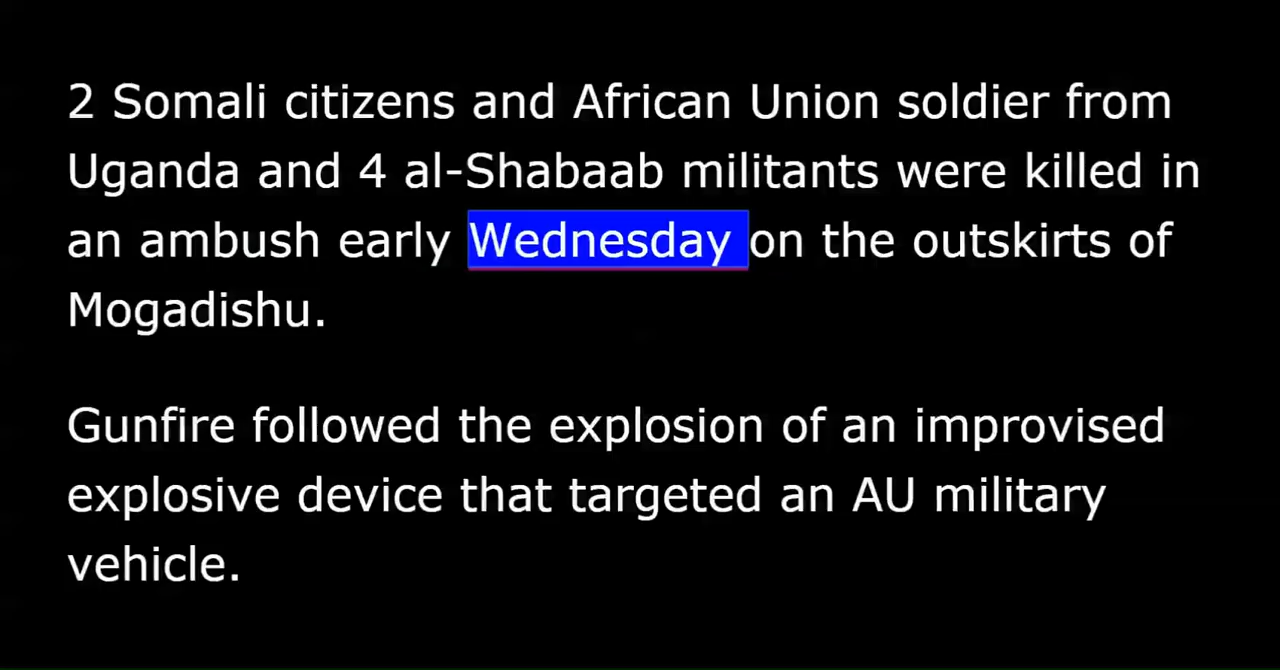 2 Somali citizens and African Union soldier from
Uganda and 4 al-Shabaab militants were killed in
an ambush early Wednesday on the outskirts of
Mogadishu.
Gunfire followed the explosion of an improvised
explosive device that targeted an AU military
vehicle.